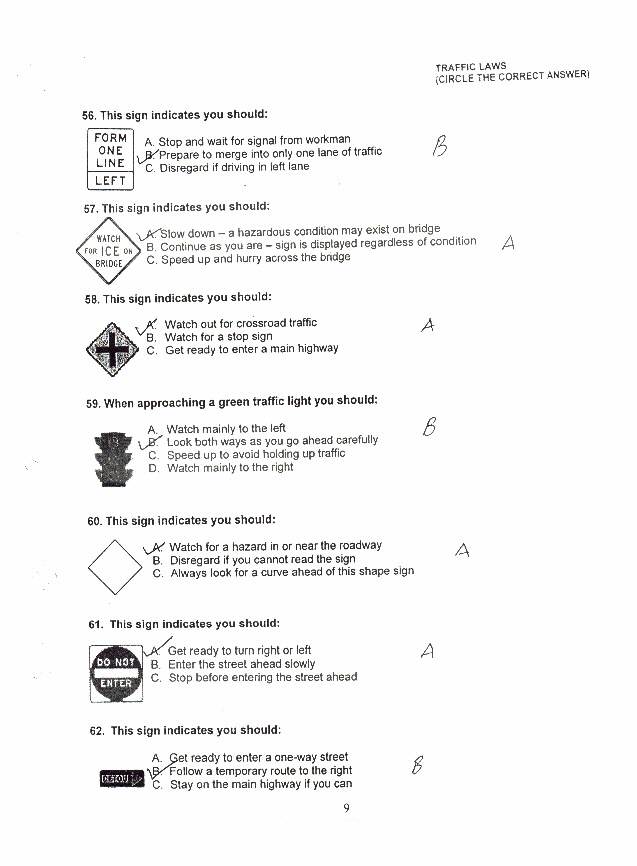 TRAFFIC LAWS
(CIRCLE THE CORRECT ANSWER)
56. This sign indicates you should:
FORM
ONE
LINE
LEFT
A. Stop and wait for signal from workman
B. Prepare to merge into only one lane of traffic
C. Disregard if driving in left lane
B
57. This sign indicates you should:
WATCH
FOR ICE ON
BRIDGE
A. Slow down – a hazardous condition may exist on bridge
B. Continue as you are – sign is displayed regardless of condition
C. Speed up and hurry across the bridge
A
58. This sign indicates you should:
A. Watch out for crossroad traffic
B. Watch for a stop sign
C. Get ready to enter a main highway
A
59. When approaching a green traffic light you should:
A. Watch mainly to the left
B. Look both ways as you go ahead carefully
C. Speed up to avoid holding up traffic
D. Watch mainly to the right
B
60. This sign indicates you should:
A. Watch for a hazard in or near the roadway
B. Disregard if you cannot read the sign
C. Always look for a curve ahead of this shape sign
A
61. This sign indicates you should:
DO NOT
ENTER
A. Get ready to turn right or left
B. Enter the street ahead slowly
C. Stop before entering the street ahead
A
62. This sign indicates you should:
A. Get ready to enter a one-way street
B. Follow a temporary route to the right
C. Stay on the main highway if you can
B
9